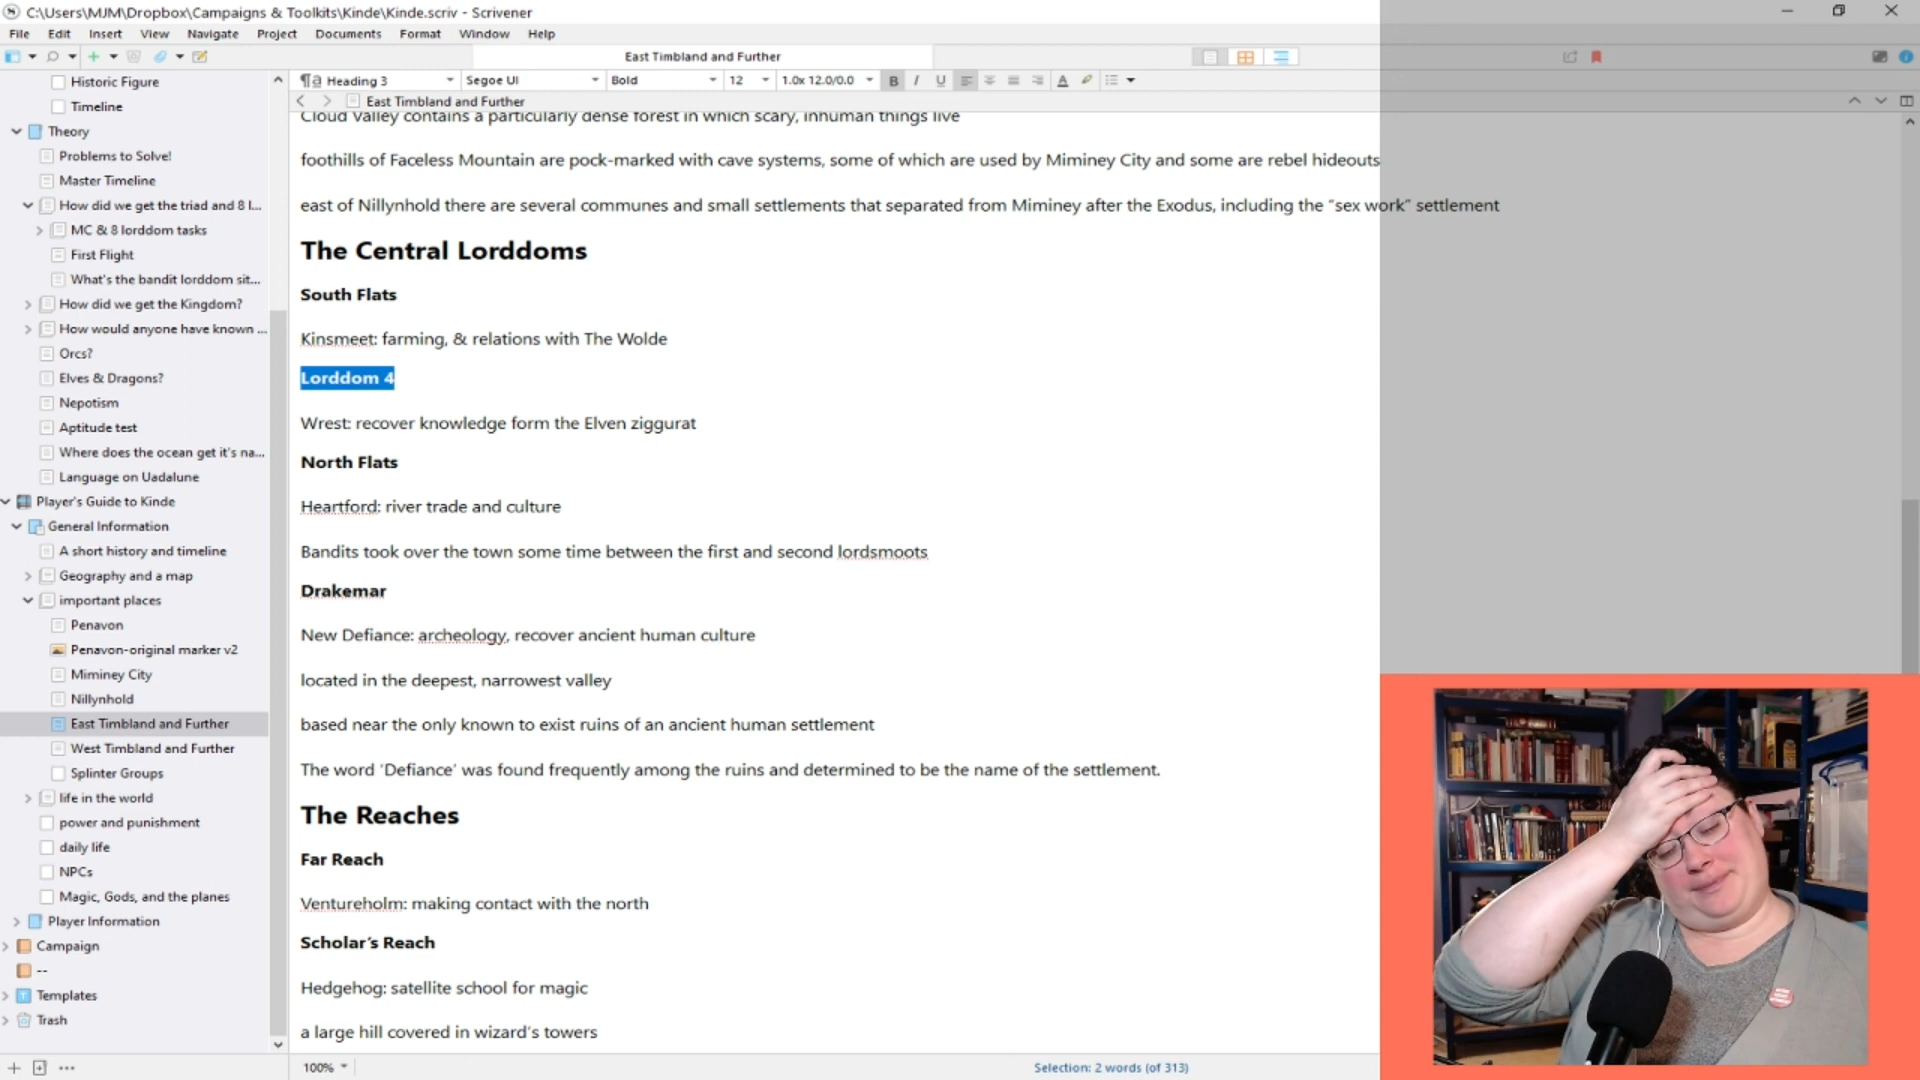 C:\Users\MJM\Dropbox\Campaigns & Toolkits\Kinde\Kinde.scriv - Scrivener
File Edit Insert View Navigate Project Documents Format Window Help
East Timbland and Further
Heading 3 Segoe UI Bold 12 1.0x 12.0/0.0 B I U A
East Timbland and Further
Historic Figure
Timeline
Theory
Problems to Solve!
Master Timeline
How did we get the triad and 8 l...
MC & 8 lorddom tasks
First Flight
What's the bandit lorddom sit...
How did we get the Kingdom?
How would anyone have known ...
Orcs?
Elves & Dragons?
Nepotism
Aptitude test
Where does the ocean get it's na...
Language on Uadalune
Player's Guide to Kinde
General Information
A short history and timeline
Geography and a map
important places
Penavon
Penavon-original marker v2
Miminey City
Nillynhold
East Timbland and Further
West Timbland and Further
Splinter Groups
life in the world
power and punishment
daily life
NPCs
Magic, Gods, and the planes
Player Information
Campaign
--
Templates
Trash
Cloud Valley contains a particularly dense forest in which scary, inhuman things live
foothills of Faceless Mountain are pock-marked with cave systems, some of which are used by Miminey City and some are rebel hideouts
east of Nillynhold there are several communes and small settlements that separated from Miminey after the Exodus, including the “sex work” settlement
The Central Lorddoms
South Flats
Kinsmeet: farming, & relations with The Wolde
Lorddom 4
Wrest: recover knowledge form the Elven ziggurat
North Flats
Heartford: river trade and culture
Bandits took over the town some time between the first and second lordsmoots
Drakemar
New Defiance: archeology, recover ancient human culture
located in the deepest, narrowest valley
based near the only known to exist ruins of an ancient human settlement
The word ‘Defiance’ was found frequently among the ruins and determined to be the name of the settlement.
The Reaches
Far Reach
Ventureholm: making contact with the north
Scholar’s Reach
Hedgehog: satellite school for magic
a large hill covered in wizard’s towers
100%
Selection: 2 words (of 313)